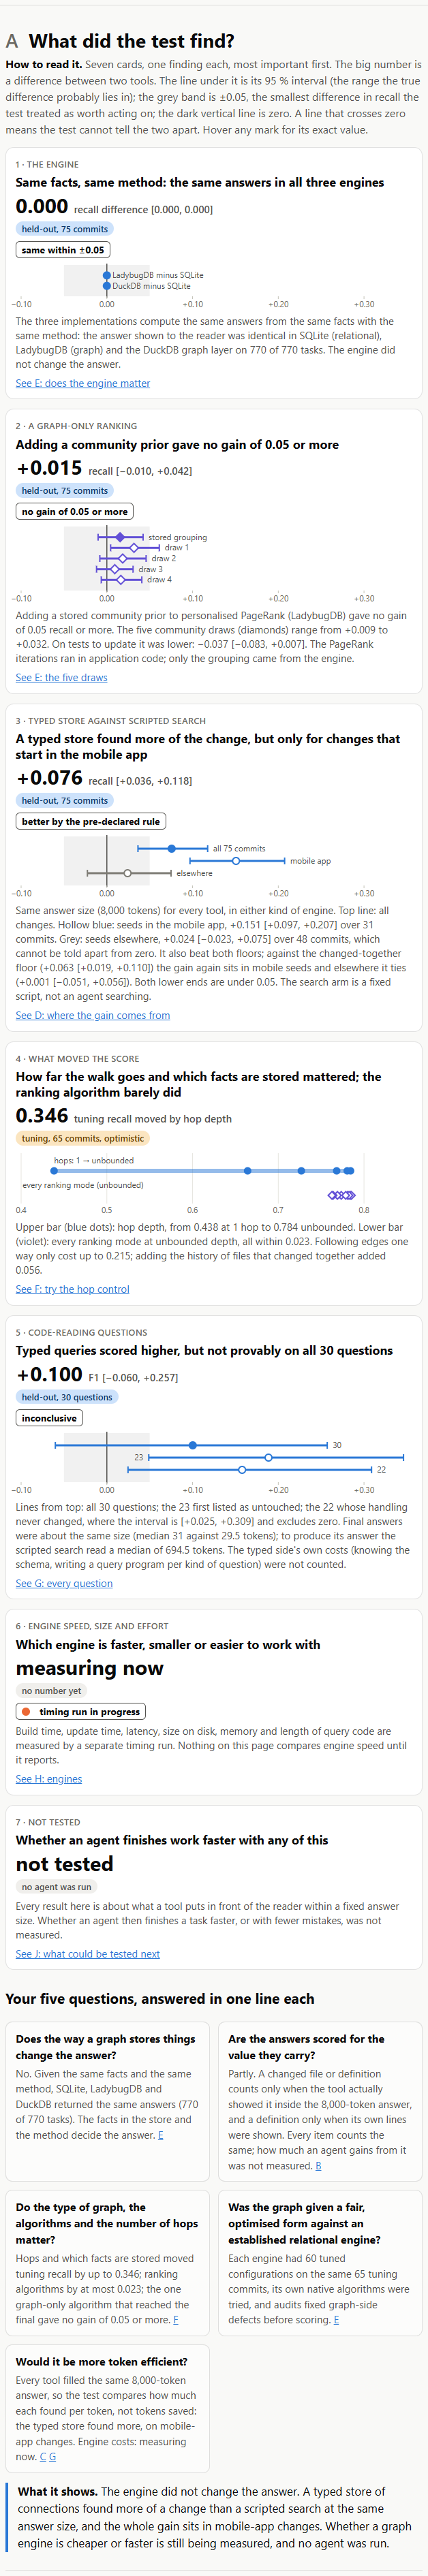 A What did the test find?
How to read it. Seven cards, one finding each, most important first. The big number is
a difference between two tools. The line under it is its 95 % interval (the range the true
difference probably lies in); the grey band is ±0.05, the smallest difference in recall the
test treated as worth acting on; the dark vertical line is zero. A line that crosses zero
means the test cannot tell the two apart. Hover any mark for its exact value.
1 · THE ENGINE
Same facts, same method: the same answers in all three engines
0.000 recall difference [0.000, 0.000]
held-out, 75 commits
same within ±0.05
LadybugDB minus SQLite
DuckDB minus SQLite
−0.10 0.00 +0.10 +0.20 +0.30
The three implementations compute the same answers from the same facts with the
same method: the answer shown to the reader was identical in SQLite (relational),
LadybugDB (graph) and the DuckDB graph layer on 770 of 770 tasks. The engine did
not change the answer.
See E: does the engine matter
2 · A GRAPH-ONLY RANKING
Adding a community prior gave no gain of 0.05 or more
+0.015 recall [−0.010, +0.042]
held-out, 75 commits
no gain of 0.05 or more
stored grouping
draw 1
draw 2
draw 3
draw 4
−0.10 0.00 +0.10 +0.20 +0.30
Adding a stored community prior to personalised PageRank (LadybugDB) gave no gain
of 0.05 recall or more. The five community draws (diamonds) range from +0.009 to
+0.032. On tests to update it was lower: −0.037 [−0.083, +0.007]. The PageRank
iterations ran in application code; only the grouping came from the engine.
See E: the five draws
3 · TYPED STORE AGAINST SCRIPTED SEARCH
A typed store found more of the change, but only for changes that
start in the mobile app
+0.076 recall [+0.036, +0.118]
held-out, 75 commits
better by the pre-declared rule
all 75 commits
mobile app
elsewhere
−0.10 0.00 +0.10 +0.20 +0.30
Same answer size (8,000 tokens) for every tool, in either kind of engine. Top line: all
changes. Hollow blue: seeds in the mobile app, +0.151 [+0.097, +0.207] over 31
commits. Grey: seeds elsewhere, +0.024 [−0.023, +0.075] over 48 commits, which
cannot be told apart from zero. It also beat both floors; against the changed-together
floor (+0.063 [+0.019, +0.110]) the gain again sits in mobile seeds and elsewhere it ties
(+0.001 [−0.051, +0.056]). Both lower ends are under 0.05. The search arm is a fixed
script, not an agent searching.
See D: where the gain comes from
4 · WHAT MOVED THE SCORE
How far the walk goes and which facts are stored mattered; the
ranking algorithm barely did
0.346 tuning recall moved by hop depth
tuning, 65 commits, optimistic
hops: 1 → unbounded
every ranking mode (unbounded)
0.4 0.5 0.6 0.7 0.8
Upper bar (blue dots): hop depth, from 0.438 at 1 hop to 0.784 unbounded. Lower bar
(violet): every ranking mode at unbounded depth, all within 0.023. Following edges one
way only cost up to 0.215; adding the history of files that changed together added
0.056.
See F: try the hop control
5 · CODE-READING QUESTIONS
Typed queries scored higher, but not provably on all 30 questions
+0.100 F1 [−0.060, +0.257]
held-out, 30 questions
inconclusive
30
23
22
−0.10 0.00 +0.10 +0.20 +0.30
Lines from top: all 30 questions; the 23 first listed as untouched; the 22 whose handling
never changed, where the interval is [+0.025, +0.309] and excludes zero. Final answers
were about the same size (median 31 against 29.5 tokens); to produce its answer the
scripted search read a median of 694.5 tokens. The typed side's own costs (knowing the
schema, writing a query program per kind of question) were not counted.
See G: every question
6 · ENGINE SPEED, SIZE AND EFFORT
Which engine is faster, smaller or easier to work with
measuring now
no number yet
timing run in progress
Build time, update time, latency, size on disk, memory and length of query code are
measured by a separate timing run. Nothing on this page compares engine speed until
it reports.
See H: engines
7 · NOT TESTED
Whether an agent finishes work faster with any of this
not tested
no agent was run
Every result here is about what a tool puts in front of the reader within a fixed answer
size. Whether an agent then finishes a task faster, or with fewer mistakes, was not
measured.
See J: what could be tested next
Your five questions, answered in one line each
Does the way a graph stores things
change the answer?
No. Given the same facts and the same
method, SQLite, LadybugDB and
DuckDB returned the same answers (770
of 770 tasks). The facts in the store and
the method decide the answer. E
Are the answers scored for the
value they carry?
Partly. A changed file or definition
counts only when the tool actually
showed it inside the 8,000-token answer,
and a definition only when its own lines
were shown. Every item counts the
same; how much an agent gains from it
was not measured. B
Do the type of graph, the
algorithms and the number of hops
matter?
Hops and which facts are stored moved
tuning recall by up to 0.346; ranking
algorithms by at most 0.023; the one
graph-only algorithm that reached the
final gave no gain of 0.05 or more. F
Was the graph given a fair,
optimised form against an
established relational engine?
Each engine had 60 tuned
configurations on the same 65 tuning
commits, its own native algorithms were
tried, and audits fixed graph-side
defects before scoring. E
Would it be more token efficient?
Every tool filled the same 8,000-token
answer, so the test compares how much
each found per token, not tokens saved:
the typed store found more, on mobile-
app changes. Engine costs: measuring
now. C G
What it shows. The engine did not change the answer. A typed store of
connections found more of a change than a scripted search at the same
answer size, and the whole gain sits in mobile-app changes. Whether a graph
engine is cheaper or faster is still being measured, and no agent was run.